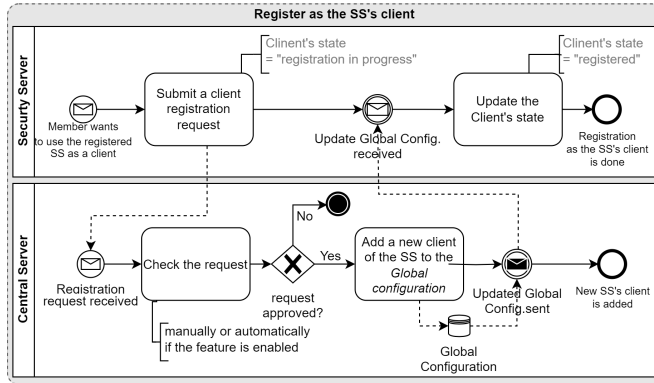 Register as the SS's client
Securty Server
Clinent's state
= "registration in progress"
Clinent's state
= "registered"
Submit a client
registration
request
Update the
Client's state
Member wants
to use the registered
SS as a client
Update Global Config.
received
Registration
as the SS's client
is done
Central Server
No
Check the request
Yes
Add a new client
of the SS to the
Global
configuration
Registration
request received
request
approved?
Updated Global
Config.sent
New SS's client
is added
manually or automatically
if the feature is enabled
Global
Configuration